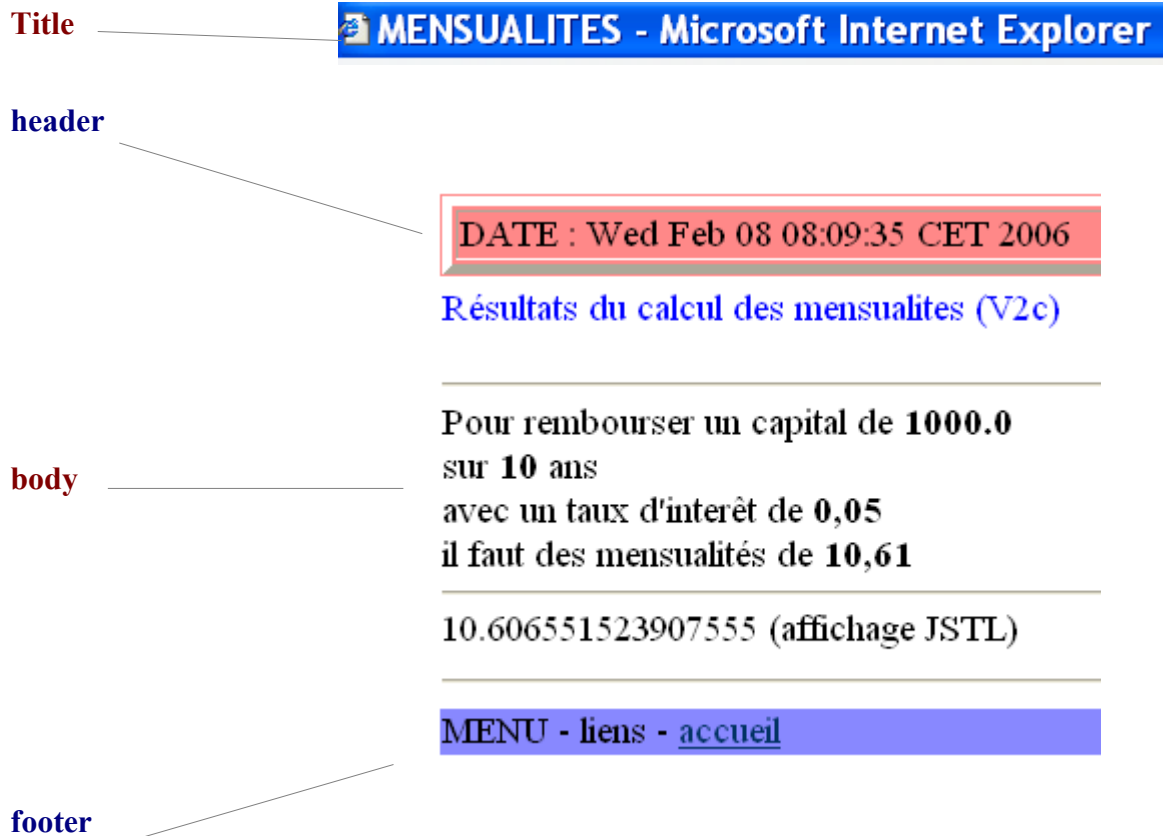 Title
MENSUALITES - Microsoft Internet Explorer
header
DATE : Wed Feb 08 08:09:35 CET 2006
Résultats du calcul des mensualites (V2c)
Pour rembourser un capital de 1000.0
sur 10 ans
body
avec un taux d'interêt de 0,05
il faut des mensualités de 10,61
10.606551523907555 (affichage JSTL)
MENU - liens - accueil
footer